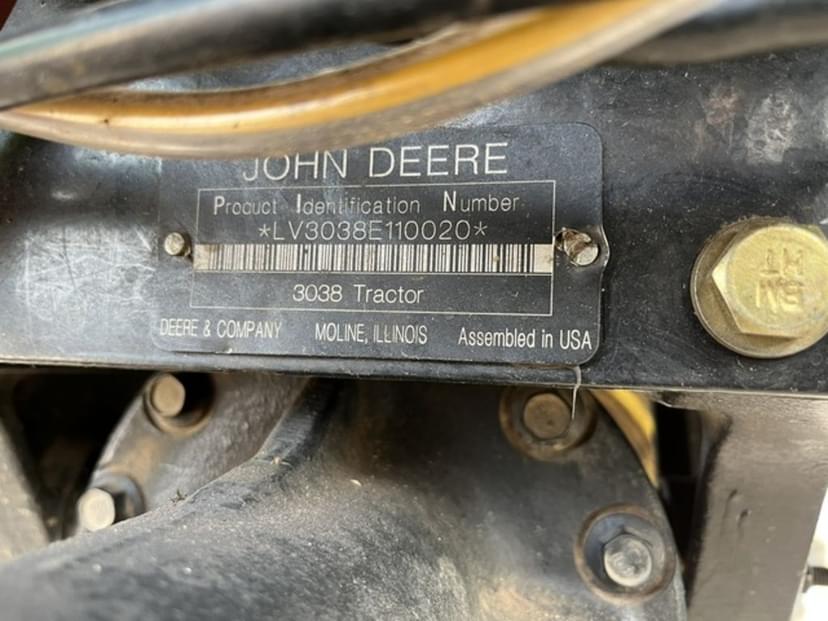 JOHN DEERE
Product Identification Number
*LV3038E110020*
3038 Tractor
DEERE & COMPANY MOLINE, ILLINOIS Assembled in USA